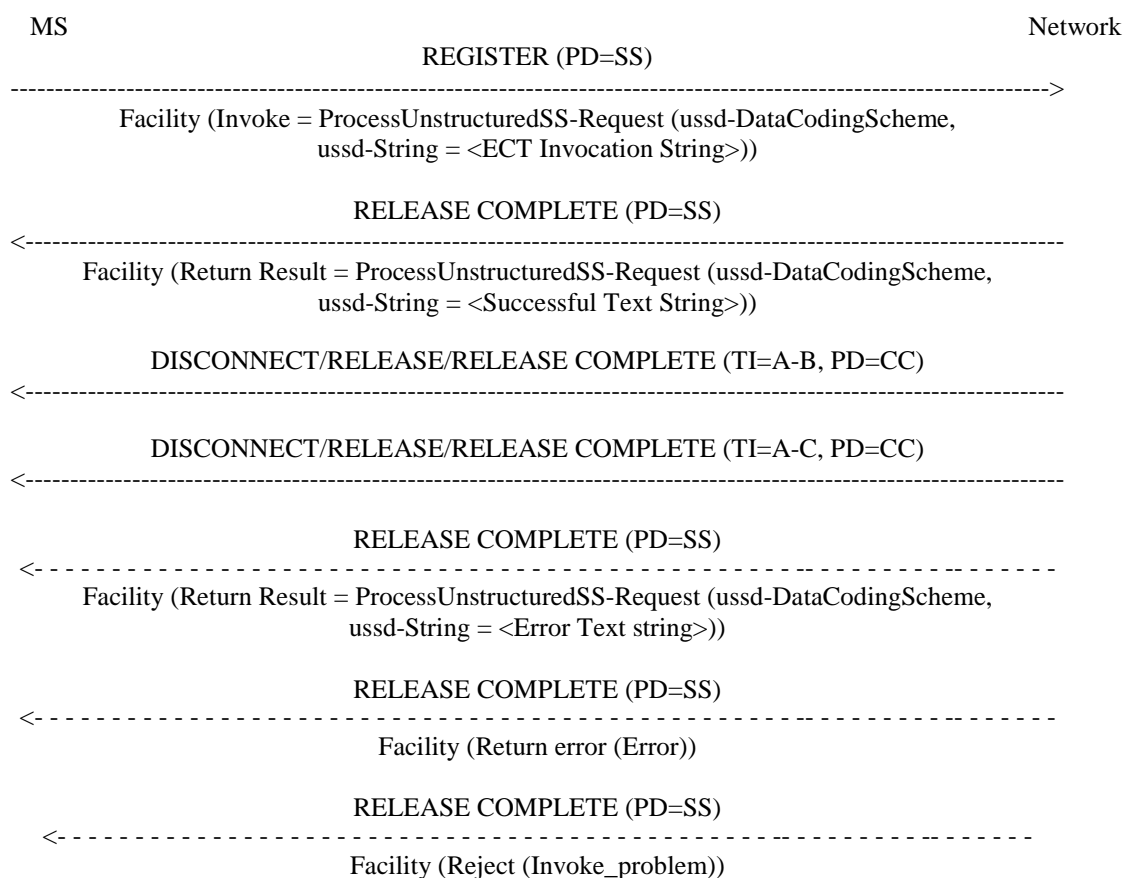 MS Network
REGISTER (PD=SS)
------------------------------------------------------------------------------------------------------------------------>
Facility (Invoke = ProcessUnstructuredSS-Request (ussd-DataCodingScheme,
ussd-String = <ECT Invocation String>))
RELEASE COMPLETE (PD=SS)
<------------------------------------------------------------------------------------------------------------------------
Facility (Return Result = ProcessUnstructuredSS-Request (ussd-DataCodingScheme,
ussd-String = <Successful Text String>))
DISCONNECT/RELEASE/RELEASE COMPLETE (TI=A-B, PD=CC)
<------------------------------------------------------------------------------------------------------------------------
DISCONNECT/RELEASE/RELEASE COMPLETE (TI=A-C, PD=CC)
<------------------------------------------------------------------------------------------------------------------------
RELEASE COMPLETE (PD=SS)
<- - - - - - - - - - - - - - - - - - - - - - - - - - - - - - - - - - - - - - - - - - - - - - - - - -- - - - - - - - - -- - - - - - -
Facility (Return Result = ProcessUnstructuredSS-Request (ussd-DataCodingScheme,
ussd-String = <Error Text string>))
RELEASE COMPLETE (PD=SS)
<- - - - - - - - - - - - - - - - - - - - - - - - - - - - - - - - - - - - - - - - - - - - - - - - - -- - - - - - - - - -- - - - - - -
Facility (Return error (Error))
RELEASE COMPLETE (PD=SS)
<- - - - - - - - - - - - - - - - - - - - - - - - - - - - - - - - - - - - - - - - - - - - - - -- - - - - - - - - -- - - - - - -
Facility (Reject (Invoke_problem))